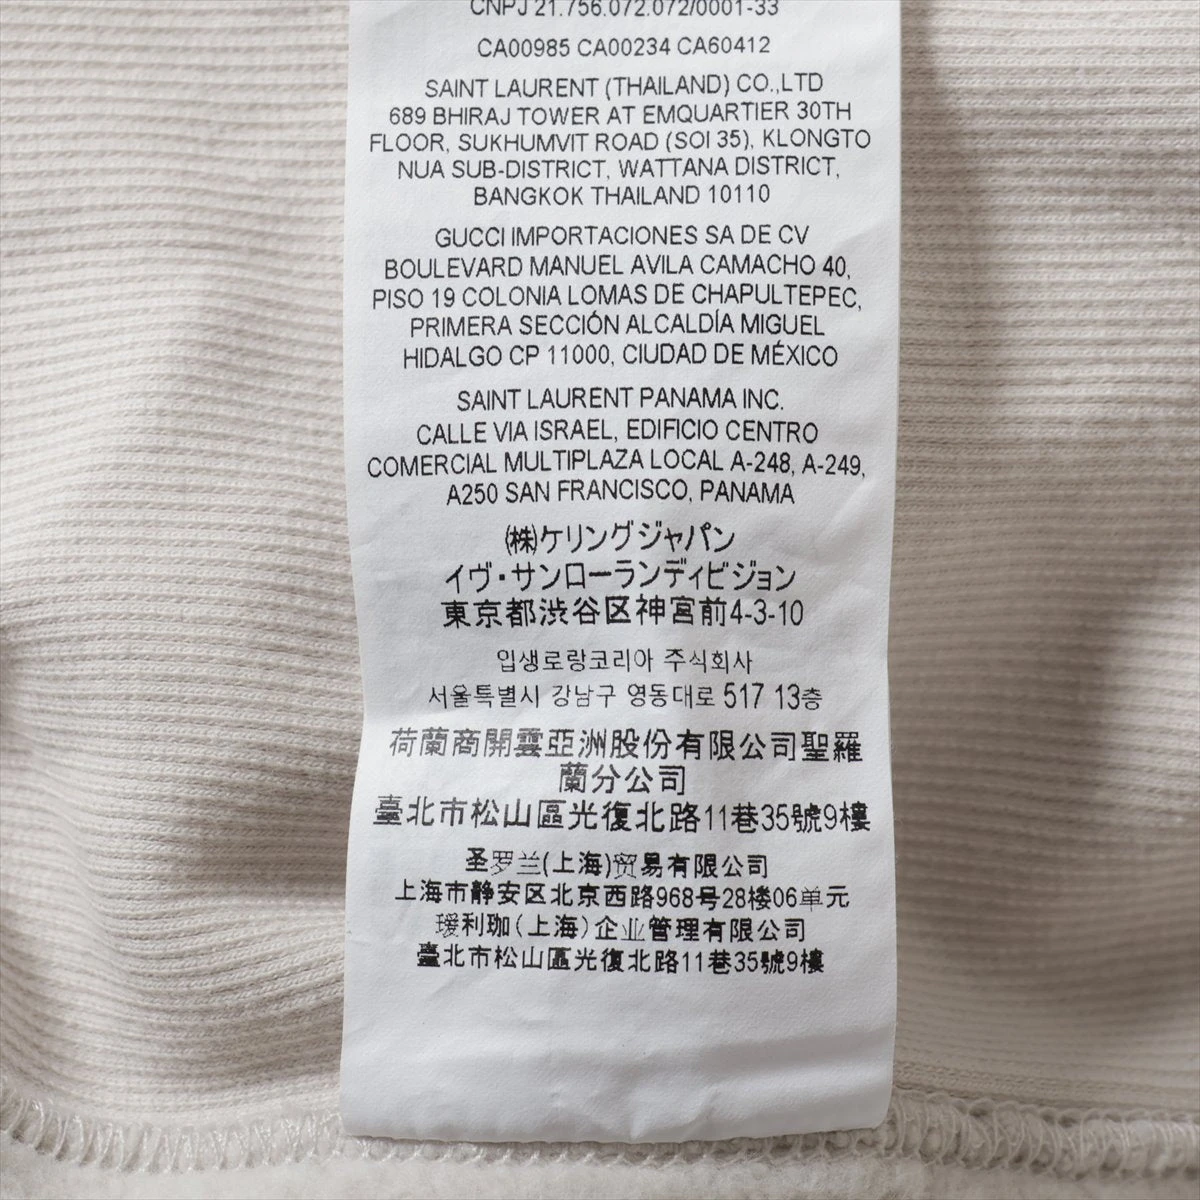 CNPJ 21.756.072.072/0001-33
CA00985 CA00234 CA60412
SAINT LAURENT (THAILAND) CO.,LTD
689 BHIRAJ TOWER AT EMQUARTIER 30TH
FLOOR, SUKHUMVIT ROAD (SOI 35), KLONGTO
NUA SUB-DISTRICT, WATTANA DISTRICT,
BANGKOK THAILAND 10110
GUCCI IMPORTACIONES SA DE CV
BOULEVARD MANUEL AVILA CAMACHO 40,
PISO 19 COLONIA LOMAS DE CHAPULTEPEC,
PRIMERA SECCIÓN ALCALDÍA MIGUEL
HIDALGO CP 11000, CIUDAD DE MÉXICO
SAINT LAURENT PANAMA INC.
CALLE VIA ISRAEL, EDIFICIO CENTRO
COMERCIAL MULTIPLAZA LOCAL A-248, A-249,
A250 SAN FRANCISCO, PANAMA
(株)ケリングジャパン
イヴ・サンローランディビジョン
東京都渋谷区神宮前4-3-10
입생로랑코리아 주식회사
서울특별시 강남구 영동대로 517 13층
荷蘭商開雲亞洲股份有限公司聖羅
蘭分公司
臺北市松山區光復北路11巷35號9樓
圣罗兰(上海)贸易有限公司
上海市静安区北京西路968号28楼06单元
瑷利珈(上海)企业管理有限公司
臺北市松山區光復北路11巷35號9樓